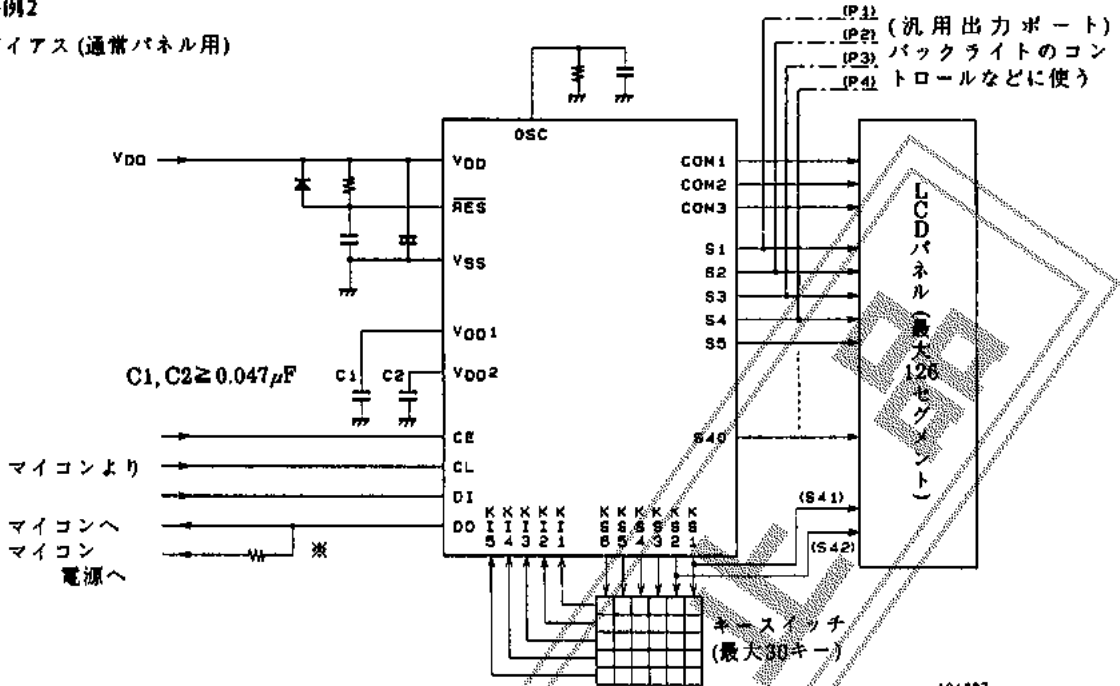 例2
イアス (通常パネル用)
(P1)
(P2)
(P3)
(P4)
(汎用出力ポート)
バックライトのコン
トロールなどに使う
OSC
VDD
VDD
RES
VSS
VDD1
VDD2
C1, C2≧0.047μF
C1
C2
CE
CL
DI
DO
マイコンより
マイコンへ
マイコン
電源へ
※
COM1
COM2
COM3
S1
S2
S3
S4
S5
S40
(S41)
(S42)
LCDパネル(最大126セグメント)
KI5
KI4
KI3
KI2
KI1
KS6
KS5
KS4
KS3
KS2
KS1
キースイッチ
(最大30キー)